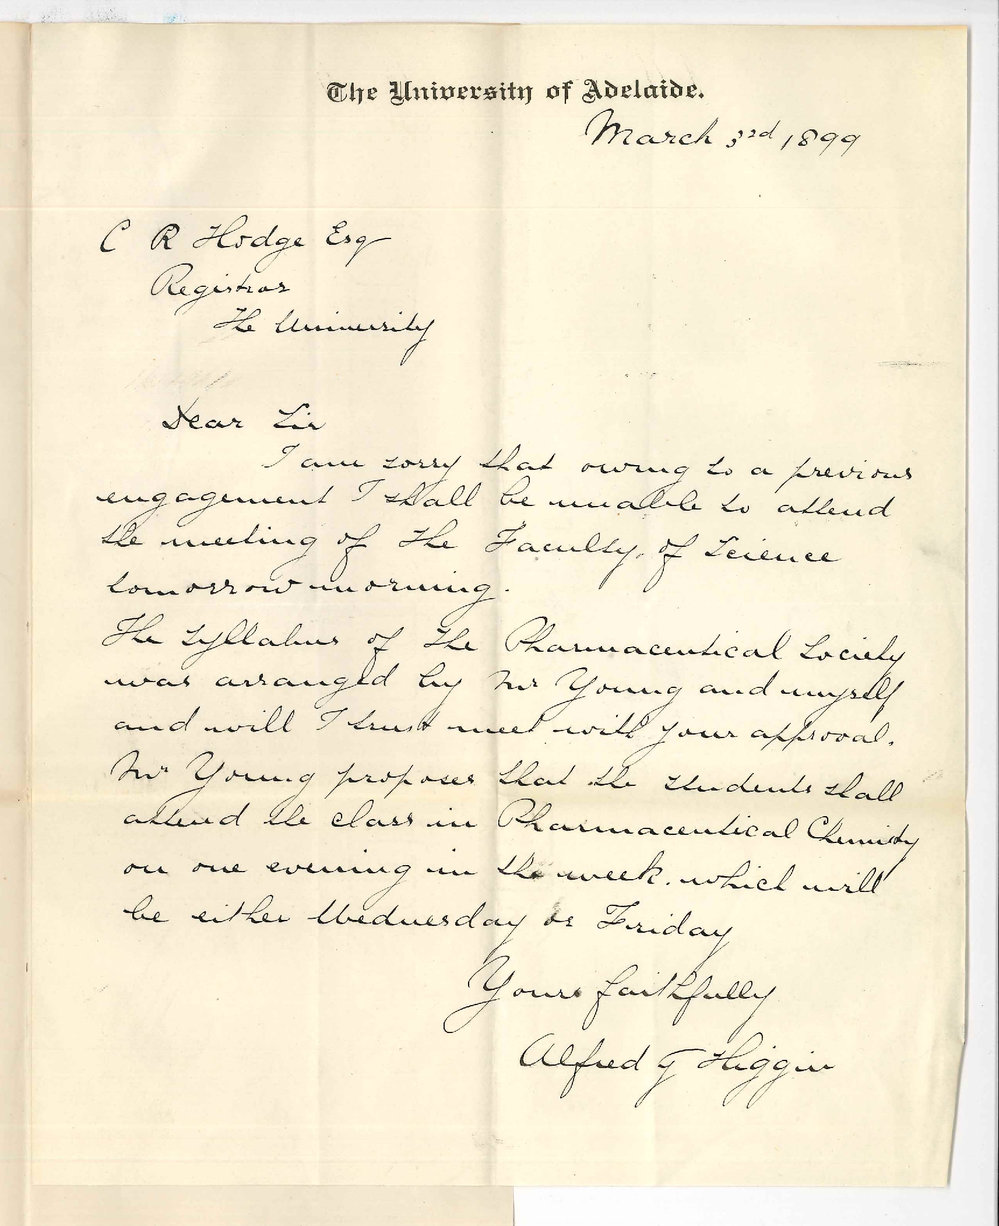 The University of Adelaide.
March 3rd 1899
C R Hodge Esq
Registrar
The University
Dear Sir
I am sorry that owing to a previous
engagement I shall be unable to attend
the meeting of the Faculty of Science
tomorrow morning.
The syllabus of the Pharmaceutical Society
was arranged by Mr Young and myself
and will I trust meet with your approval.
Mr Young proposes that the students shall
attend the class in Pharmaceutical Chemistry
on one evening in the week, which will
be either Wednesday or Friday
Yours faithfully
Alfred J Higgin